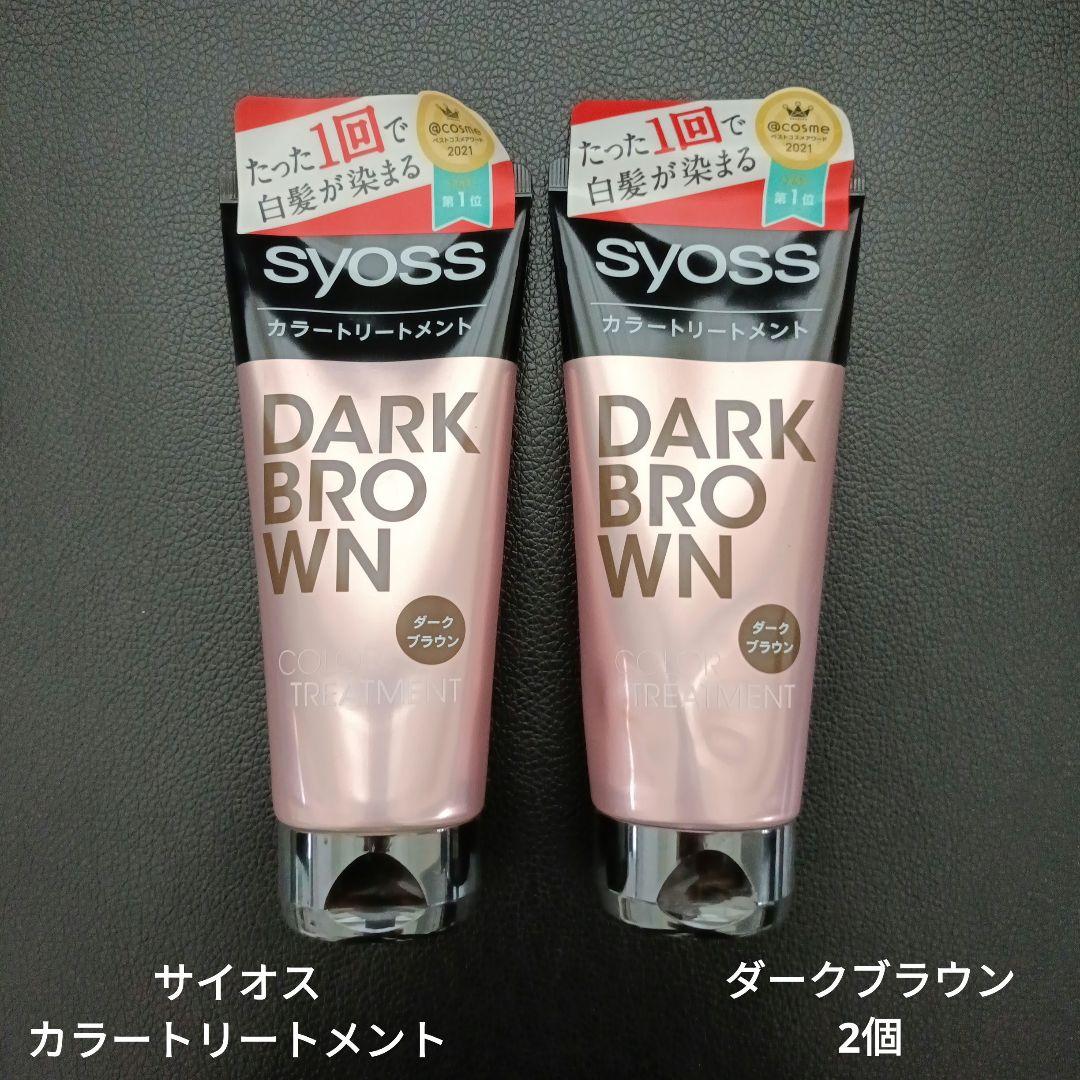 たった1回で
白髪が染まる
@cosme
ベストコスメアワード
2021
第1位
syoss
カラートリートメント
DARK
BRO
WN
ダーク
ブラウン
COLOR
TREATMENT
たった1回で
白髪が染まる
@cosme
ベストコスメアワード
2021
第1位
syoss
カラートリートメント
DARK
BRO
WN
ダーク
ブラウン
COLOR
TREATMENT
サイオス
カラートリートメント
ダークブラウン
2個